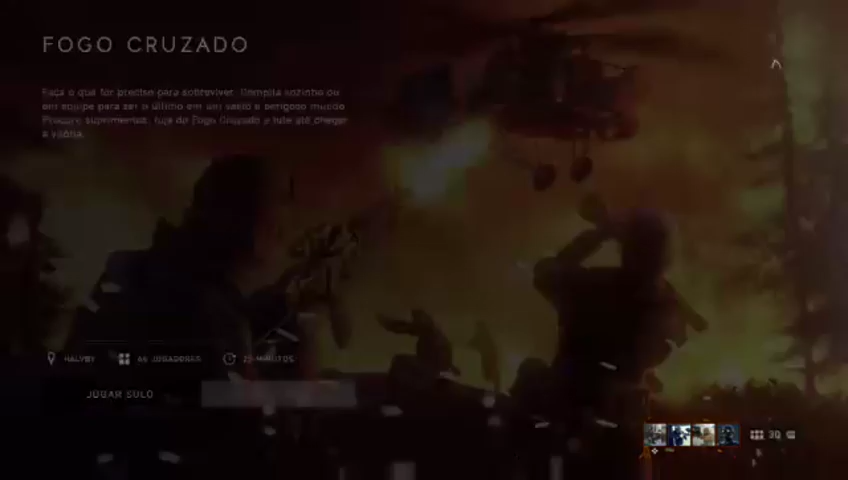 FOGO CRUZADO
Faça o que for preciso para sobreviver. Compita sozinho ou
em equipe para ser o último em um vasto e perigoso mundo.
Procure suprimentos, fuja do Fogo Cruzado e lute até chegar
à vitória.
HALVØY
64 JOGADORES
25 MINUTOS
JOGAR SOLO